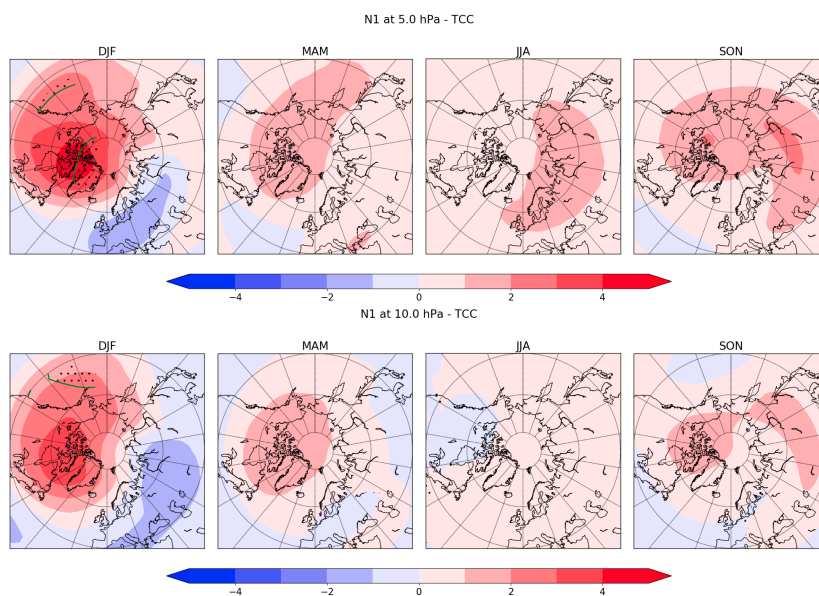 N1 at 5.0 hPa - TCC
DJF MAM JJA SON
−4 −2 0 2 4
N1 at 10.0 hPa - TCC
DJF MAM JJA SON
−4 −2 0 2 4